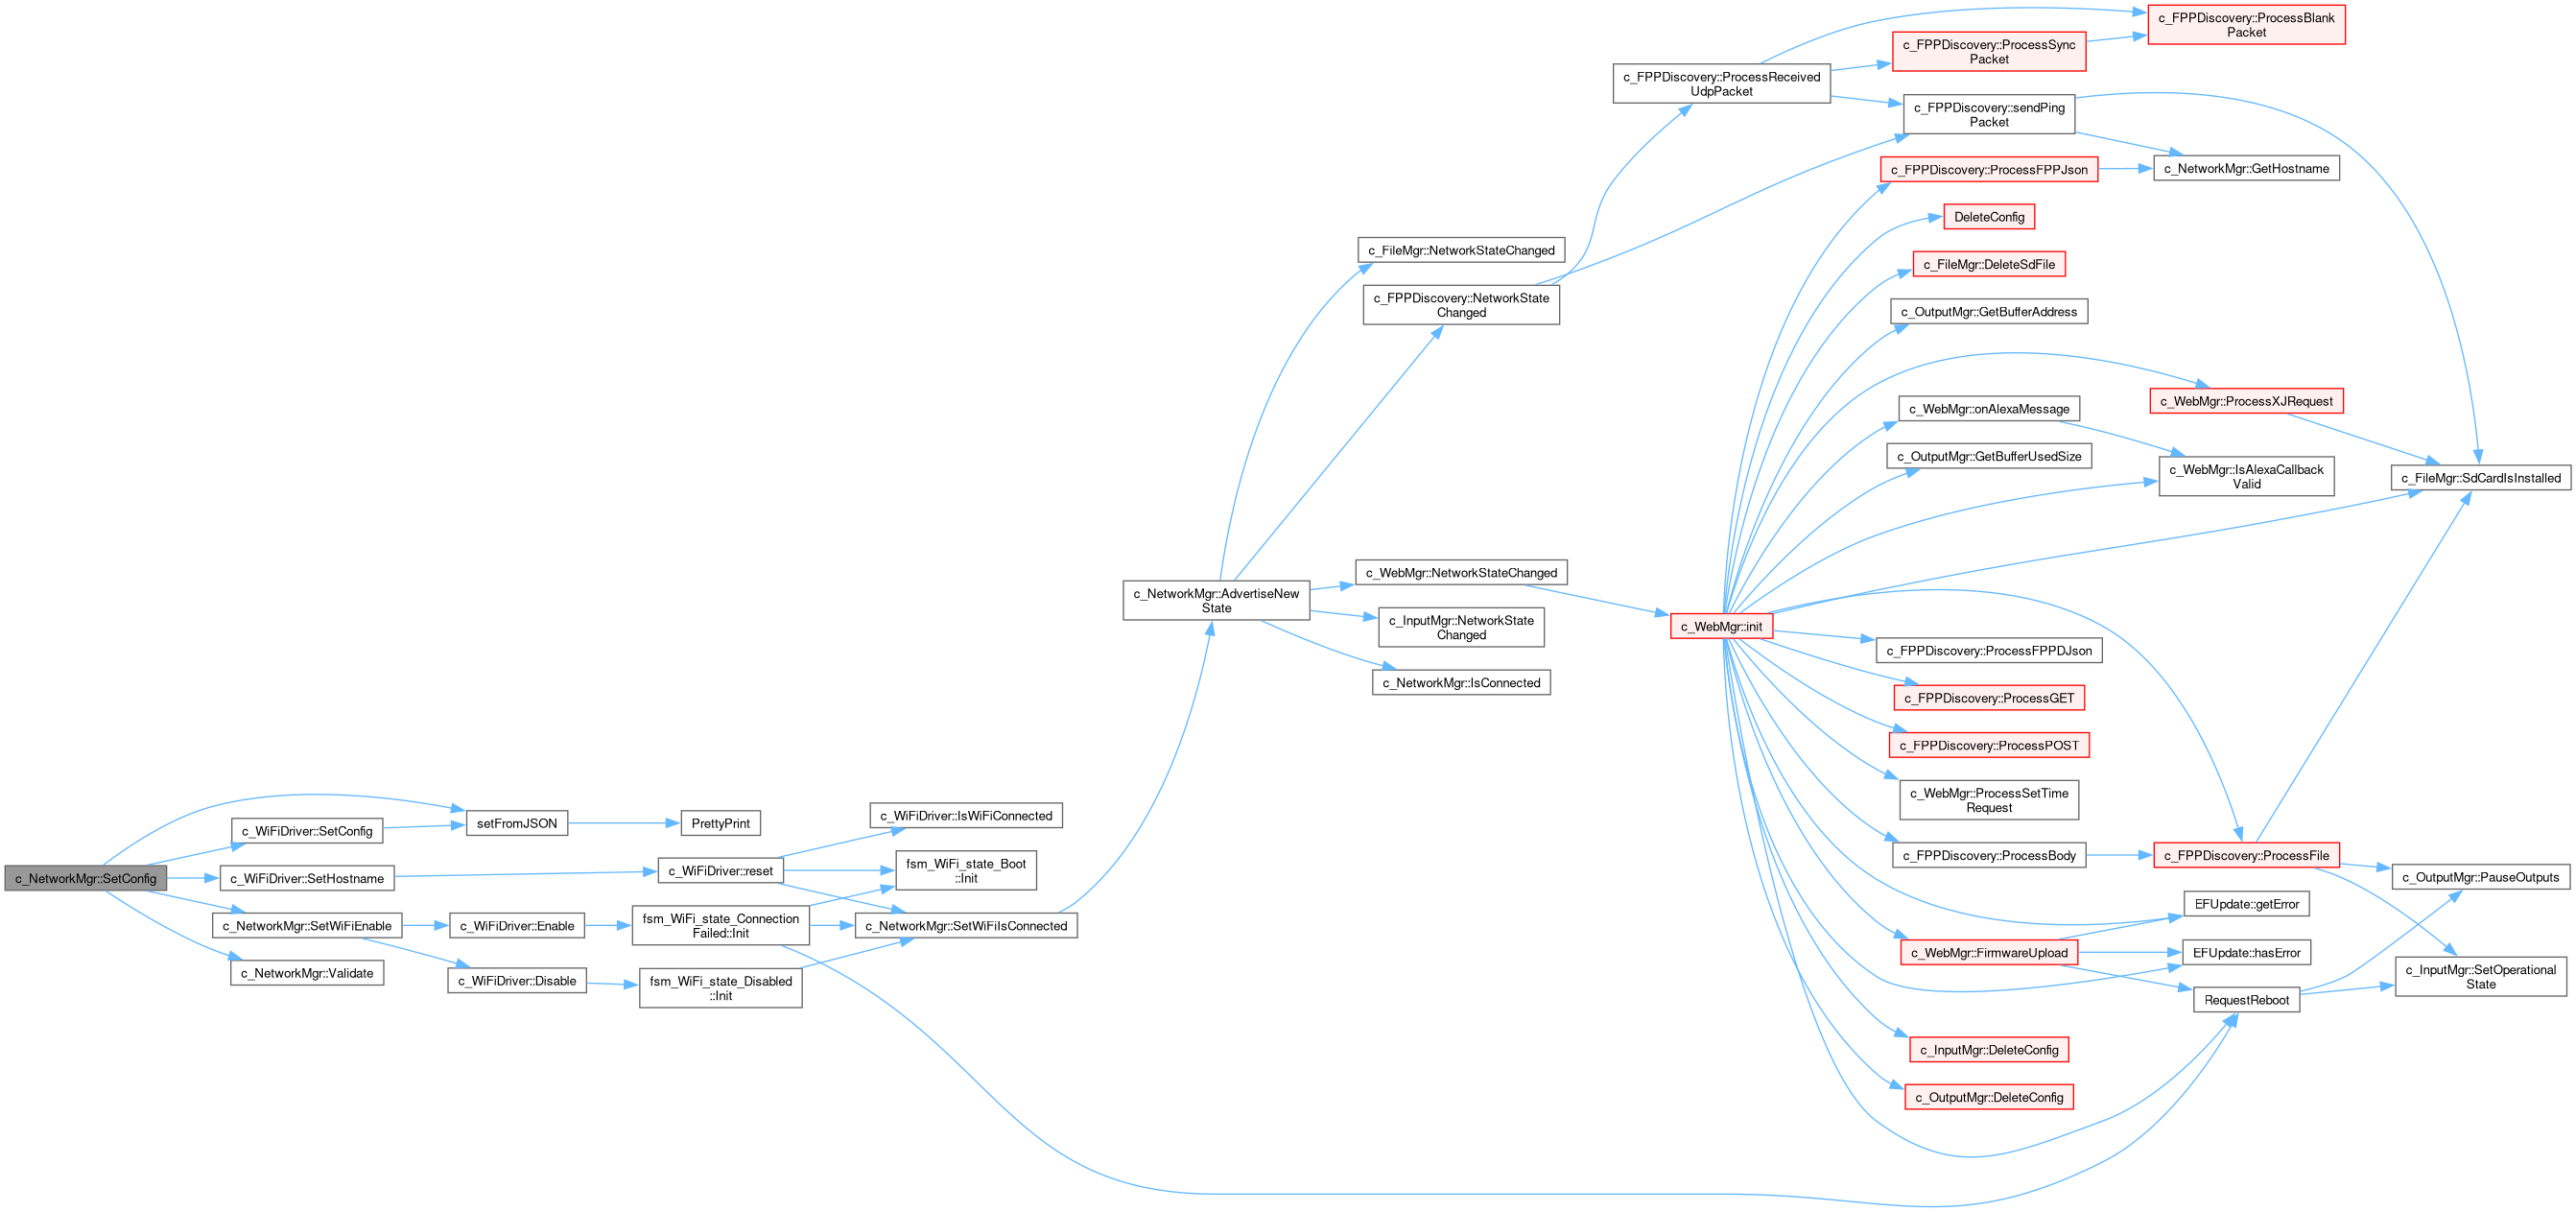 c_FPPDiscovery::ProcessBlank
Packet
c_FPPDiscovery::ProcessSync
Packet
c_FPPDiscovery::ProcessReceived
UdpPacket
c_FPPDiscovery::sendPing
Packet
c_FPPDiscovery::ProcessFPPJson
c_NetworkMgr::GetHostname
DeleteConfig
c_FileMgr::NetworkStateChanged
c_FileMgr::DeleteSdFile
c_FPPDiscovery::NetworkState
Changed
c_OutputMgr::GetBufferAddress
c_WebMgr::ProcessXJRequest
c_WebMgr::onAlexaMessage
c_OutputMgr::GetBufferUsedSize
c_WebMgr::IsAlexaCallback
Valid
c_FileMgr::SdCardIsInstalled
c_WebMgr::NetworkStateChanged
c_NetworkMgr::AdvertiseNew
State
c_InputMgr::NetworkState
Changed
c_WebMgr::init
c_FPPDiscovery::ProcessFPPDJson
c_NetworkMgr::IsConnected
c_FPPDiscovery::ProcessGET
c_FPPDiscovery::ProcessPOST
c_WebMgr::ProcessSetTime
Request
c_WiFiDriver::IsWiFiConnected
setFromJSON
PrettyPrint
c_WiFiDriver::SetConfig
c_FPPDiscovery::ProcessBody
c_FPPDiscovery::ProcessFile
c_NetworkMgr::SetConfig
c_WiFiDriver::SetHostname
c_WiFiDriver::reset
fsm_WiFi_state_Boot
::Init
c_OutputMgr::PauseOutputs
EFUpdate::getError
c_NetworkMgr::SetWiFiEnable
c_WiFiDriver::Enable
fsm_WiFi_state_Connection
Failed::Init
c_NetworkMgr::SetWiFiIsConnected
c_WebMgr::FirmwareUpload
EFUpdate::hasError
c_NetworkMgr::Validate
c_WiFiDriver::Disable
fsm_WiFi_state_Disabled
::Init
c_InputMgr::SetOperational
State
RequestReboot
c_InputMgr::DeleteConfig
c_OutputMgr::DeleteConfig